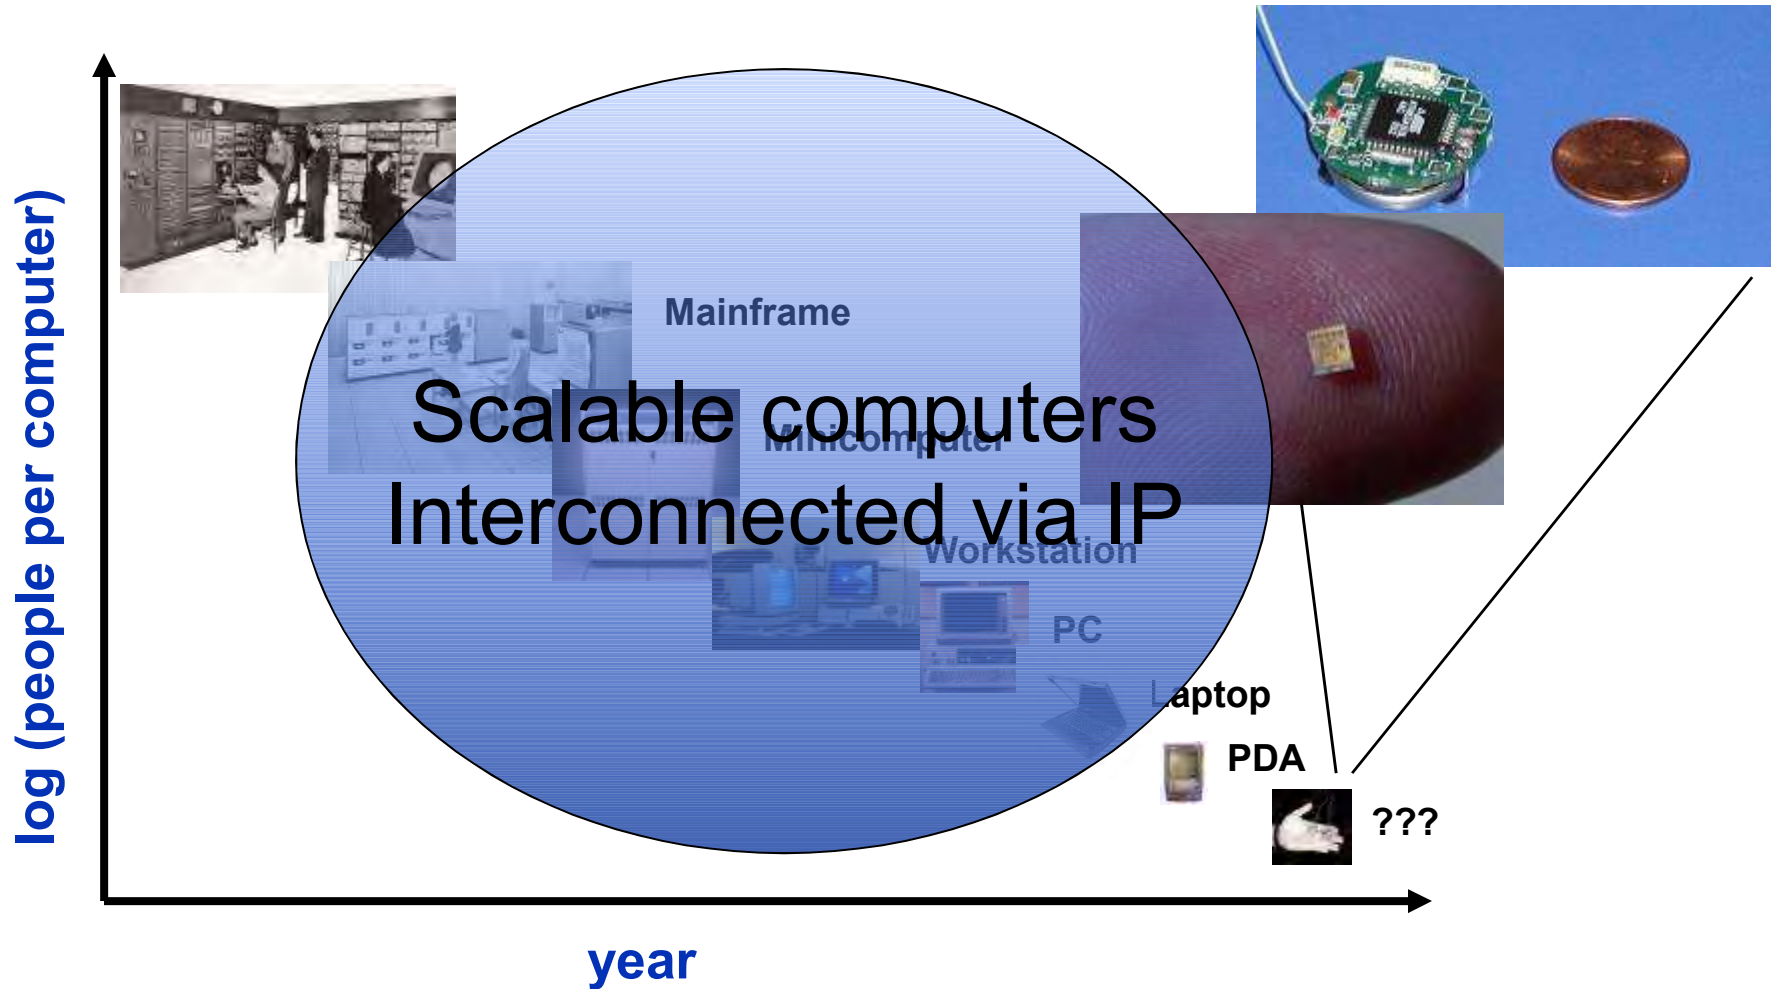 log (people per computer)
Mainframe
Scalable computers
Minicomputer
Interconnected via IP
Workstation
PC
Laptop
PDA
???
year